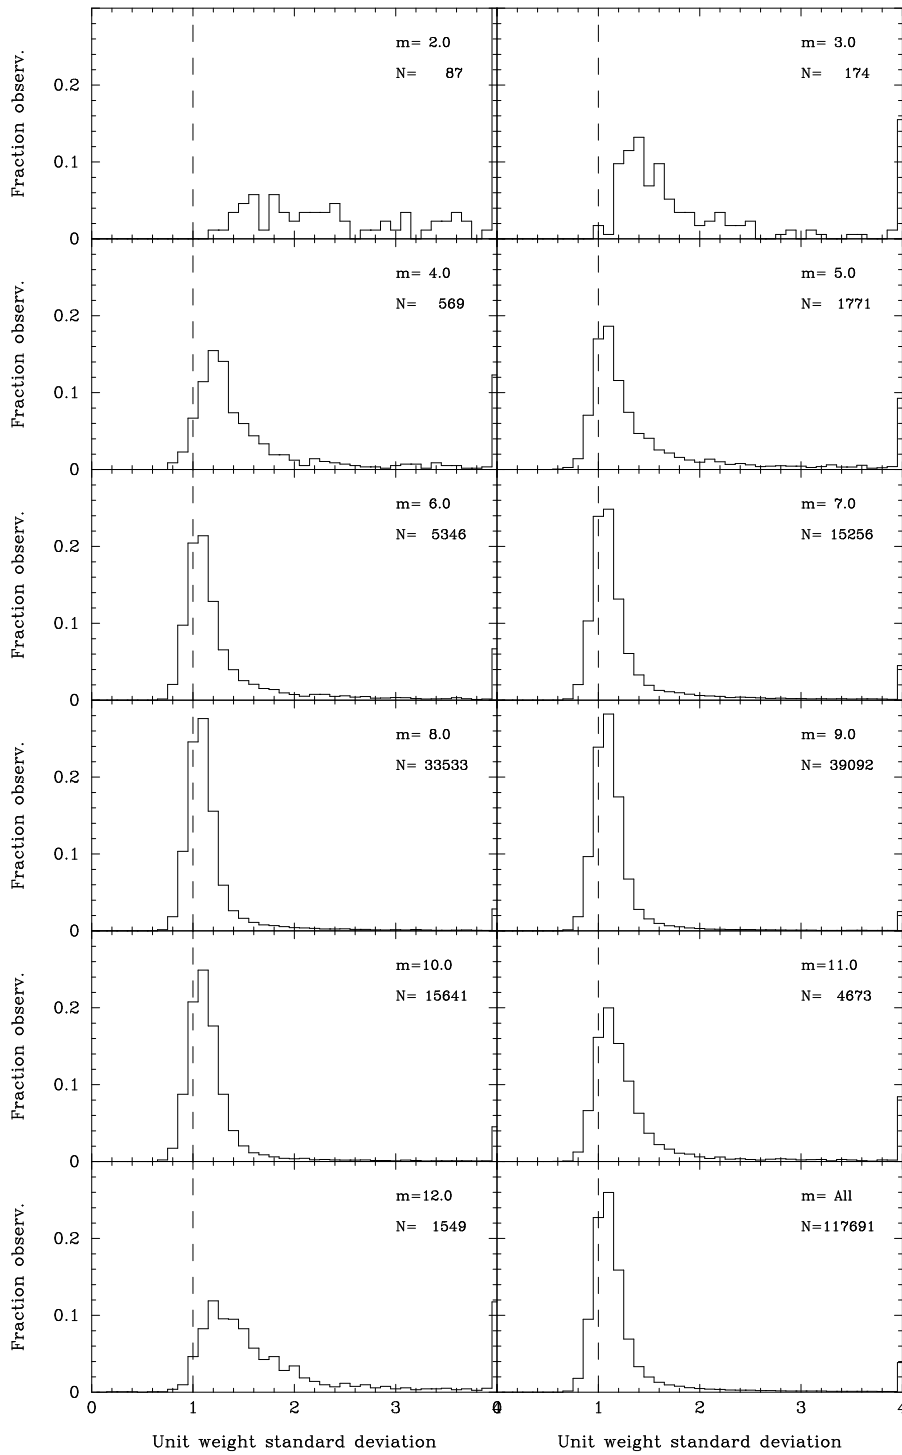 m= 2.0
N= 87
m= 3.0
N= 174
Fraction observ.
0.2
0.1
0
m= 4.0
N= 569
m= 5.0
N= 1771
Fraction observ.
0.2
0.1
0
m= 6.0
N= 5346
m= 7.0
N= 15256
Fraction observ.
0.2
0.1
0
m= 8.0
N= 33533
m= 9.0
N= 39092
Fraction observ.
0.2
0.1
0
m=10.0
N= 15641
m=11.0
N= 4673
Fraction observ.
0.2
0.1
0
m=12.0
N= 1549
m= All
N=117691
Fraction observ.
0.2
0.1
0
0 1 2 3 4
0 1 2 3 4
Unit weight standard deviation
Unit weight standard deviation